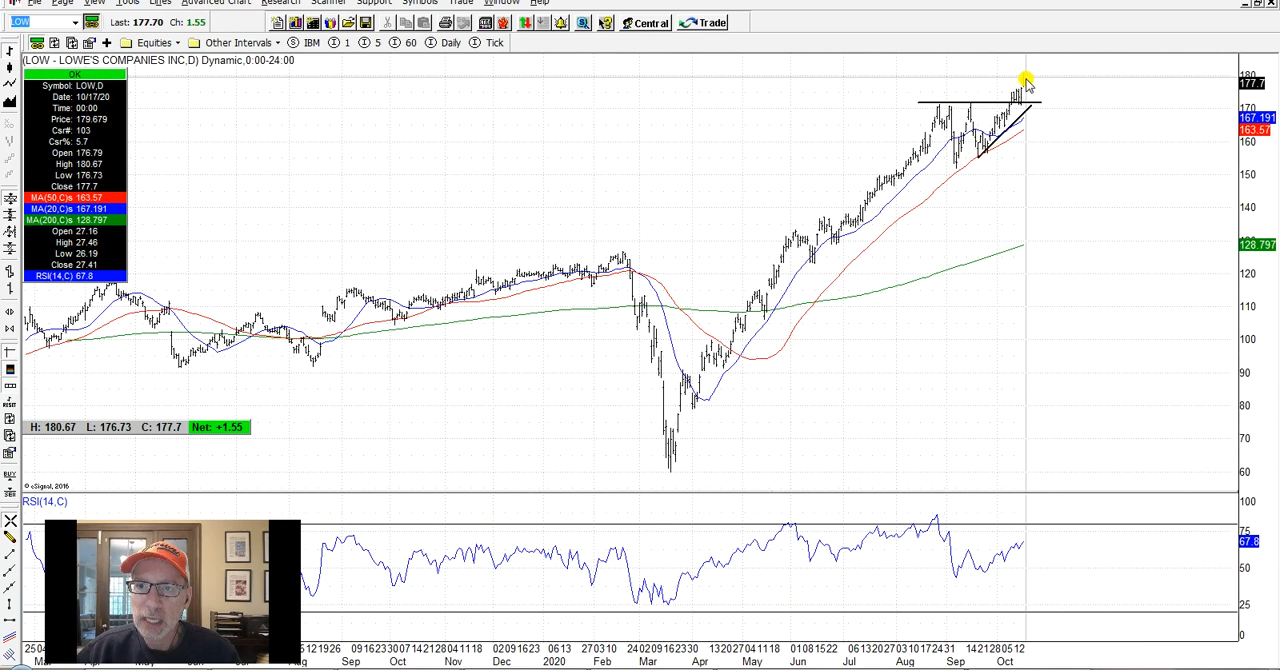 File Page View Tools Lines Advanced Chart Research Scanner Support Symbols Trade Window Help
LOW Last: 177.70 Ch: 1.55 Central Trade
Equities Other Intervals IBM 1 5 60 Daily Tick
(LOW - LOWE'S COMPANIES INC,D) Dynamic,0:00-24:00
OK
Symbol: LOW,D
Date: 10/17/20
Time: 00:00
Price: 179.679
Csr#: 103
Csr%: 5.7
Open 176.79
High 180.67
Low 176.73
Close 177.7
MA(50,C)s 163.57
MA(20,C)s 167.191
MA(200,C)s 128.797
Open 27.16
High 27.46
Low 26.19
Close 27.41
RSI(14,C) 67.8
180
177.7
170
167.191
163.57
160
150
140
128.797
120
110
100
90
80
70
60
H: 180.67 L: 176.73 C: 177.7 Net: +1.55
© eSignal, 2016
RSI(14,C)
100
75
67.8
50
25
0
RESET
BUY
SELL
Sep Oct Nov Dec 2020 Feb Mar Apr May Jun Jul Aug Sep Oct